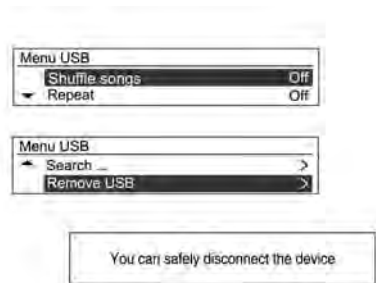 Menu USB
Shuffle songs Off
Repeat Off
Menu USB
Search ... >
Remove USB >
You can safely disconnect the device